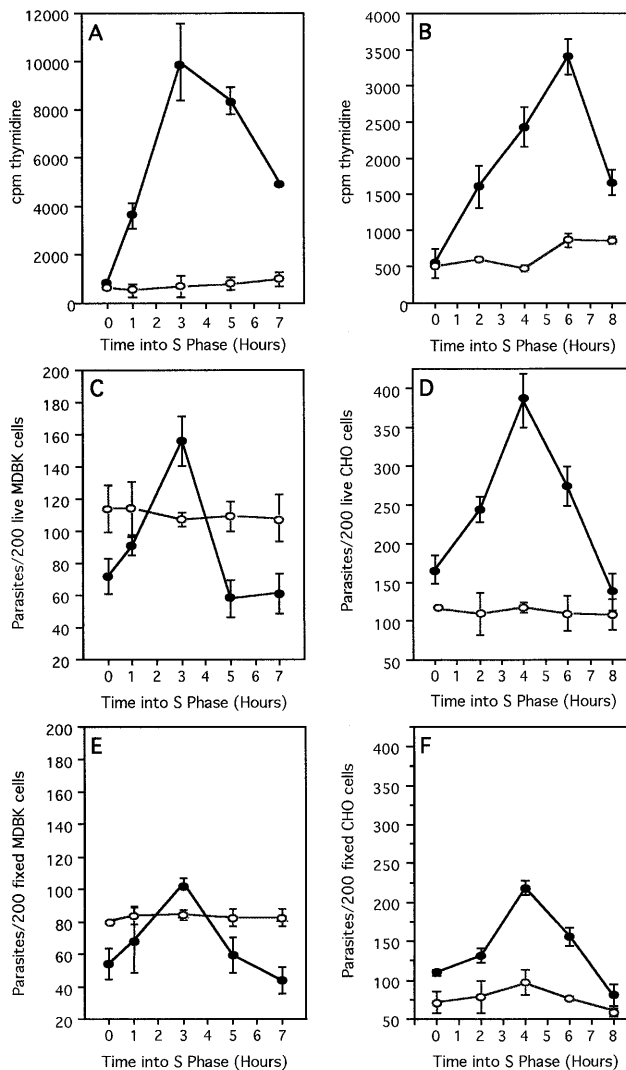 A
cpm thymidine
12000
10000
8000
6000
4000
2000
0
0 1 2 3 4 5 6 7
Time into S Phase (Hours)
B
cpm thymidine
4000
3500
3000
2500
2000
1500
1000
500
0
0 1 2 3 4 5 6 7 8
Time into S Phase (Hours)
C
Parasites/200 live MDBK cells
200
180
160
140
120
100
80
60
40
20
0 1 2 3 4 5 6 7
Time into S Phase (Hours)
D
Parasites/200 live CHO cells
400
350
300
250
200
150
100
50
0 1 2 3 4 5 6 7 8
Time into S Phase (Hours)
E
Parasites/200 fixed MDBK cells
200
180
160
140
120
100
80
60
40
20
0 1 2 3 4 5 6 7
Time into S Phase (Hours)
F
Parasites/200 fixed CHO cells
400
350
300
250
200
150
100
50
0 1 2 3 4 5 6 7 8
Time into S Phase (Hours)